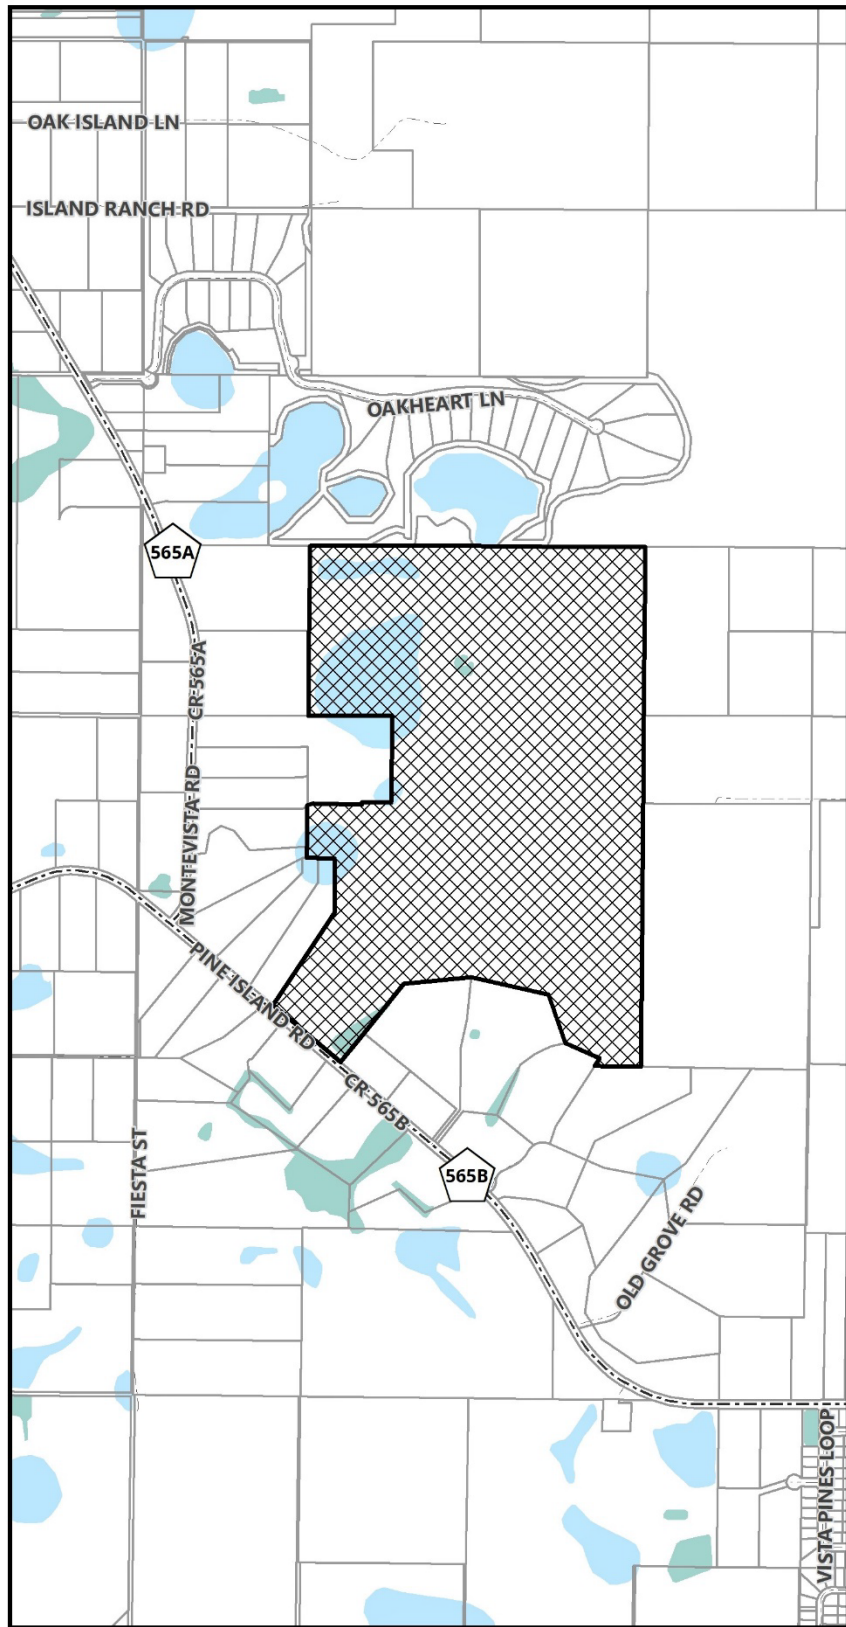 OAK ISLAND LN
ISLAND RANCH RD
OAKHEART LN
565A
CR 565A
MONTEVISTA RD
PINE ISLAND RD
CR 565B
FIESTA ST
565B
OLD GROVE RD
VISTA PINES LOOP